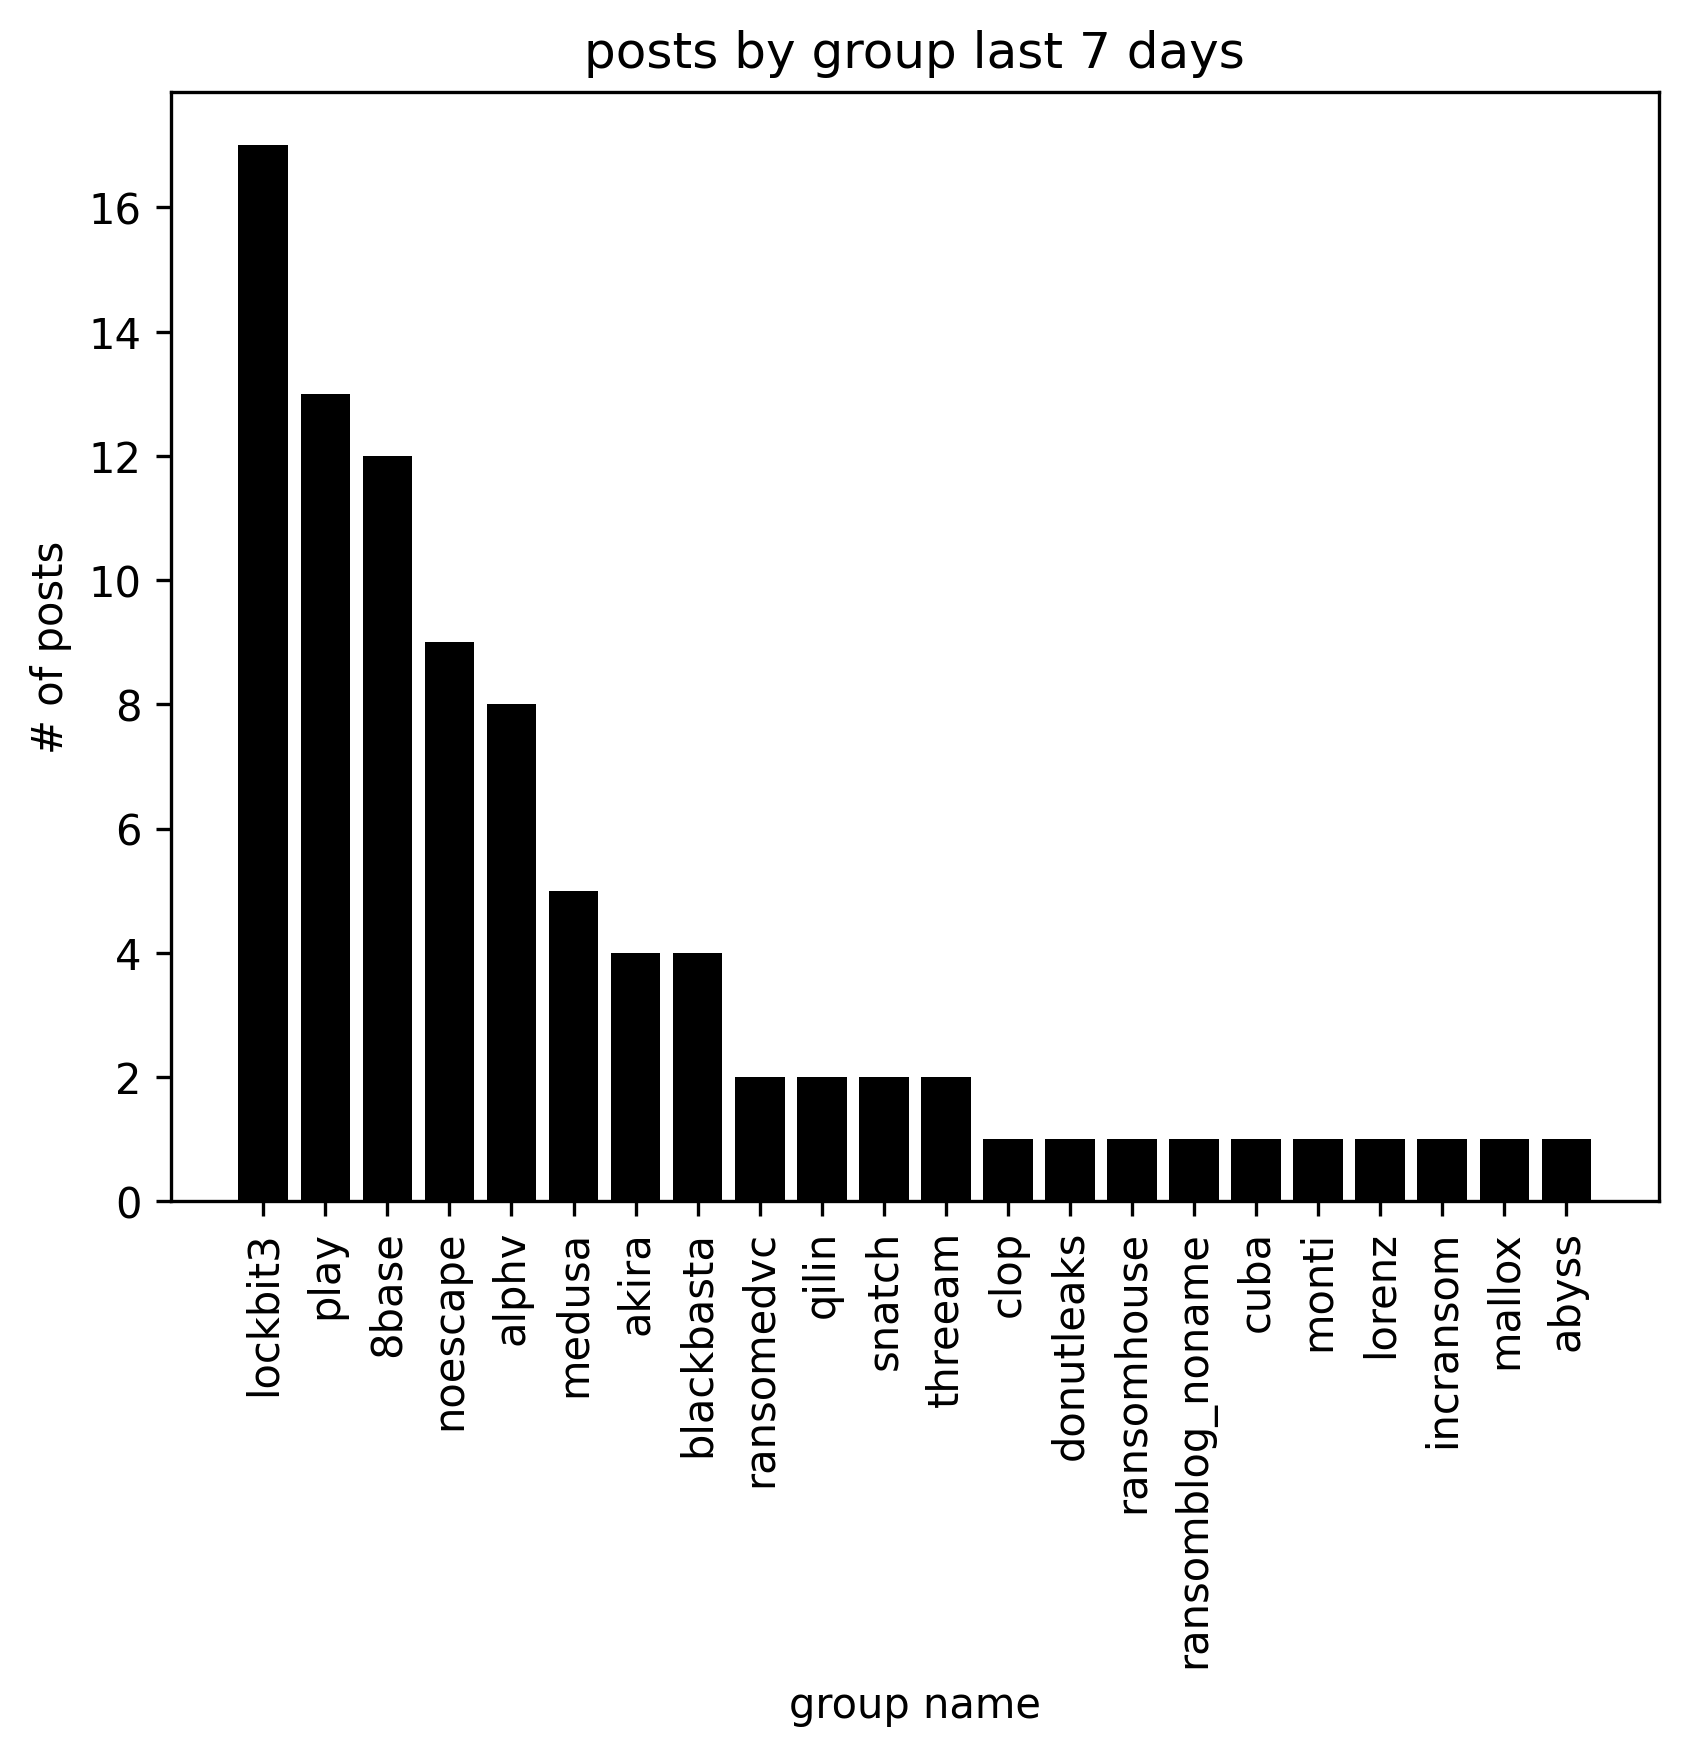 posts by group last 7 days
# of posts
16
14
12
10
8
6
4
2
0
lockbit3
play
8base
noescape
alphv
medusa
akira
blackbasta
ransomedvc
qilin
snatch
threeam
clop
donutleaks
ransomhouse
ransomblog_noname
cuba
monti
lorenz
incransom
mallox
abyss
group name